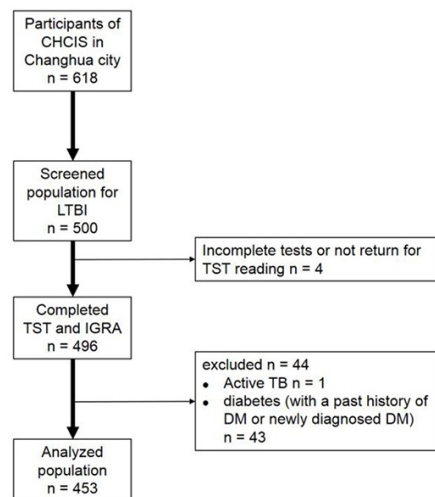 Participants of
CHCIS in
Changhua city
n = 618
Screened
population for
LTBI
n = 500
Incomplete tests or not return for
TST reading n = 4
Completed
TST and IGRA
n = 496
excluded n = 44
• Active TB n = 1
• diabetes (with a past history of
DM or newly diagnosed DM)
n = 43
Analyzed
population
n = 453